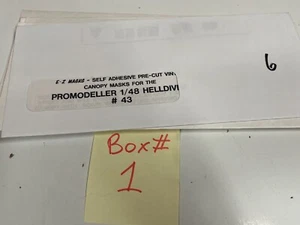 E-Z MASKS - SELF ADHESIVE PRE-CUT VIN
CANOPY MASKS FOR THE
PROMODELLER 1/48 HELLDIV
# 43
6
Box#
1